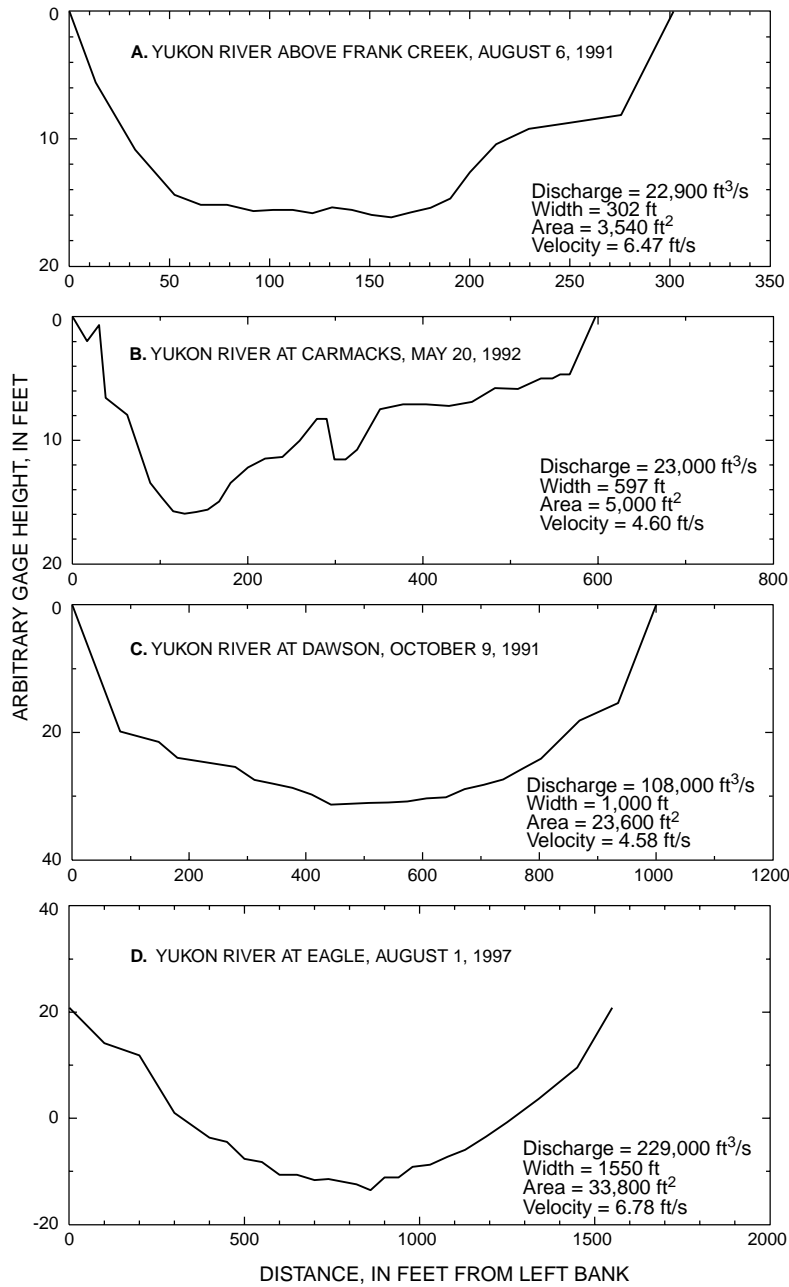 ARBITRARY GAGE HEIGHT, IN FEET
0
10
20
A. YUKON RIVER ABOVE FRANK CREEK, AUGUST 6, 1991
Discharge = 22,900 ft³/s
Width = 302 ft
Area = 3,540 ft²
Velocity = 6.47 ft/s
0 50 100 150 200 250 300 350
0
10
20
B. YUKON RIVER AT CARMACKS, MAY 20, 1992
Discharge = 23,000 ft³/s
Width = 597 ft
Area = 5,000 ft²
Velocity = 4.60 ft/s
0 200 400 600 800
0
20
40
C. YUKON RIVER AT DAWSON, OCTOBER 9, 1991
Discharge = 108,000 ft³/s
Width = 1,000 ft
Area = 23,600 ft²
Velocity = 4.58 ft/s
0 200 400 600 800 1000 1200
40
20
0
-20
D. YUKON RIVER AT EAGLE, AUGUST 1, 1997
Discharge = 229,000 ft³/s
Width = 1550 ft
Area = 33,800 ft²
Velocity = 6.78 ft/s
0 500 1000 1500 2000
DISTANCE, IN FEET FROM LEFT BANK